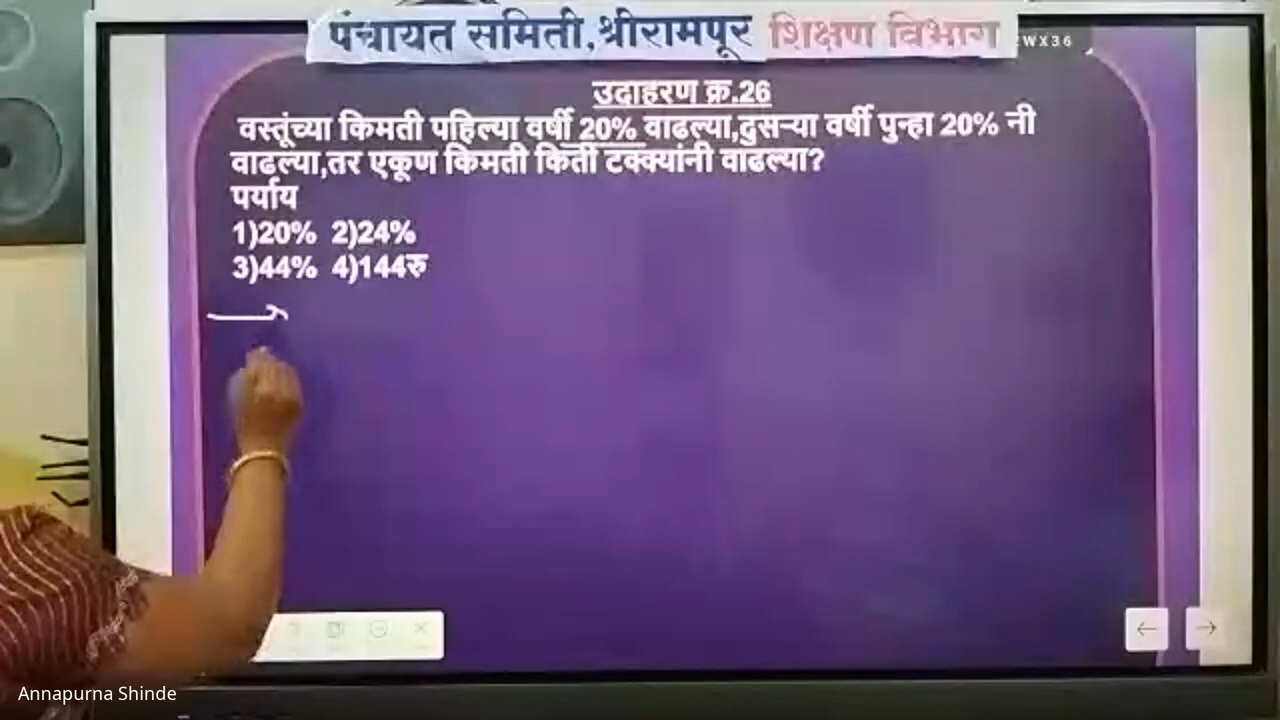 पंचायत समिती,श्रीरामपूर शिक्षण विभाग
WX36
उदाहरण क्र.26
वस्तूंच्या किमती पहिल्या वर्षी 20% वाढल्या,दुसऱ्या वर्षी पुन्हा 20% नी
वाढल्या,तर एकूण किमती किती टक्क्यांनी वाढल्या?
पर्याय
1)20% 2)24%
3)44% 4)144रु
Annapurna Shinde